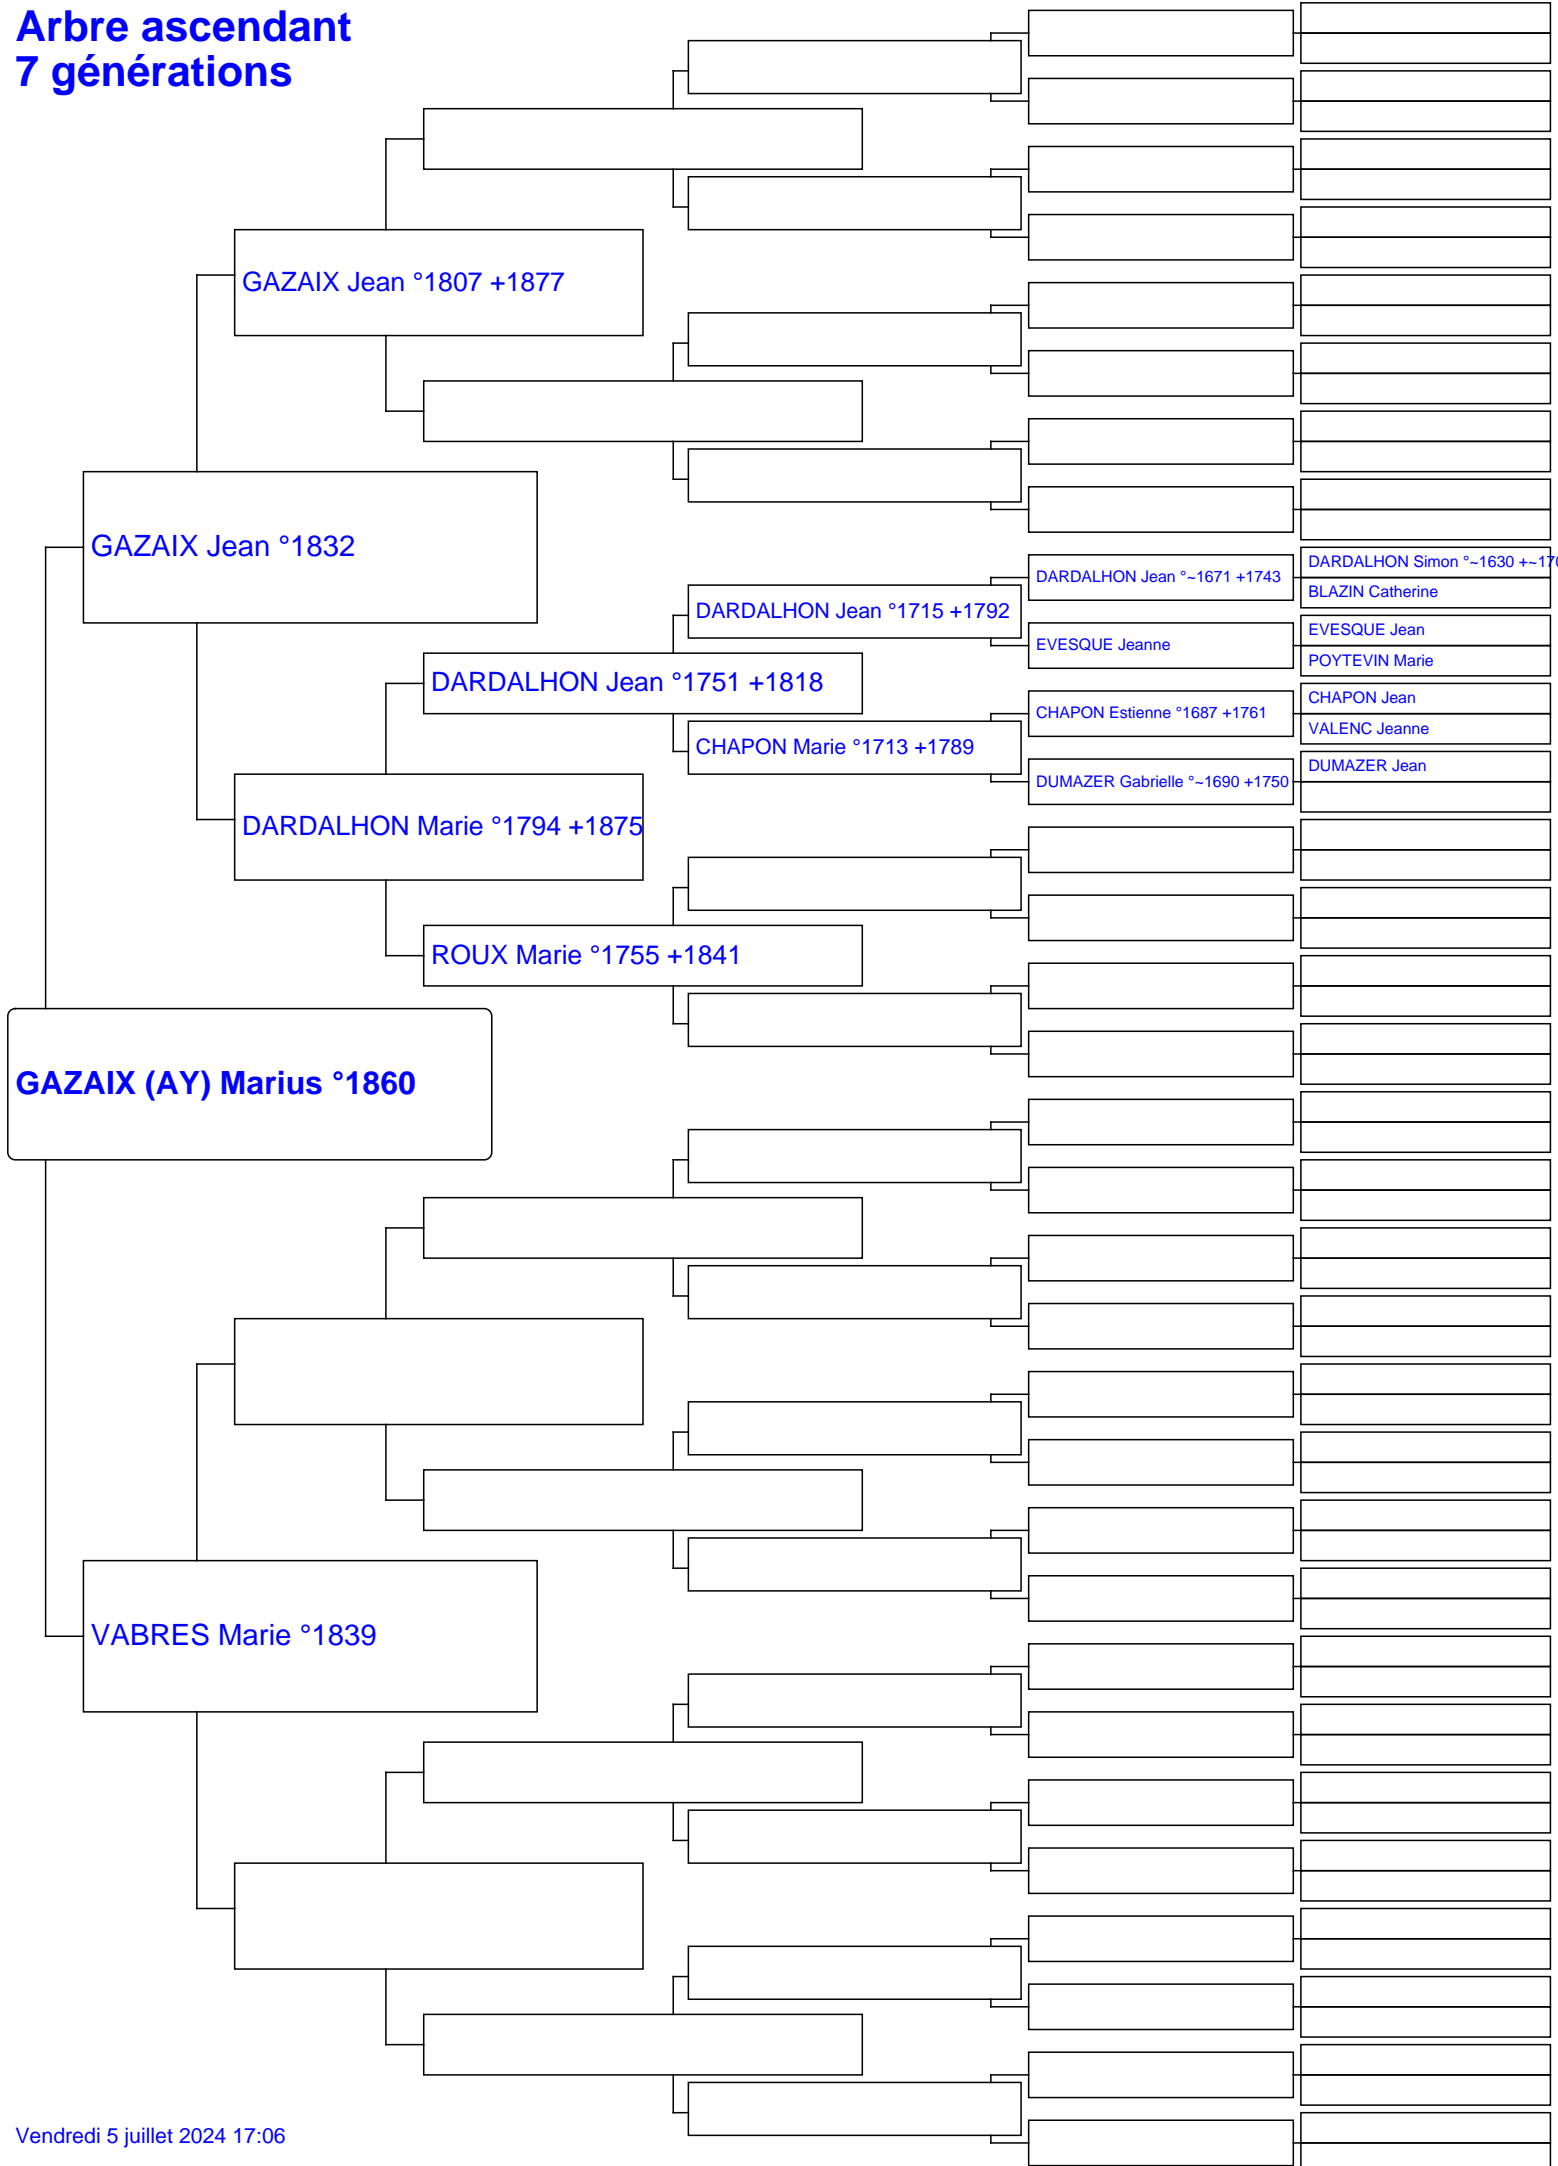 Arbre ascendant
7 générations
GAZAIX Jean °1807 +1877
GAZAIX Jean °1832
DARDALHON Jean °~1671 +1743
DARDALHON Simon °~1630 +~170
BLAZIN Catherine
DARDALHON Jean °1715 +1792
EVESQUE Jeanne
EVESQUE Jean
POYTEVIN Marie
DARDALHON Jean °1751 +1818
CHAPON Estienne °1687 +1761
CHAPON Jean
VALENC Jeanne
CHAPON Marie °1713 +1789
DUMAZER Gabrielle °~1690 +1750
DUMAZER Jean
DARDALHON Marie °1794 +1875
ROUX Marie °1755 +1841
GAZAIX (AY) Marius °1860
VABRES Marie °1839
Vendredi 5 juillet 2024 17:06